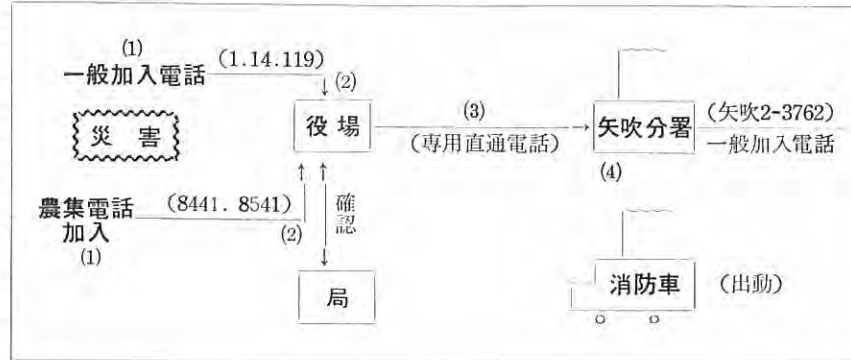 (1)
一般加入電話
(1.14.119)
(2)
災害
役場
(3)
(専用直通電話)
矢吹分署
(矢吹2-3762)
一般加入電話
(4)
農集電話
加入
(1)
(8441. 8541)
(2)
確認
局
消防車
(出動)